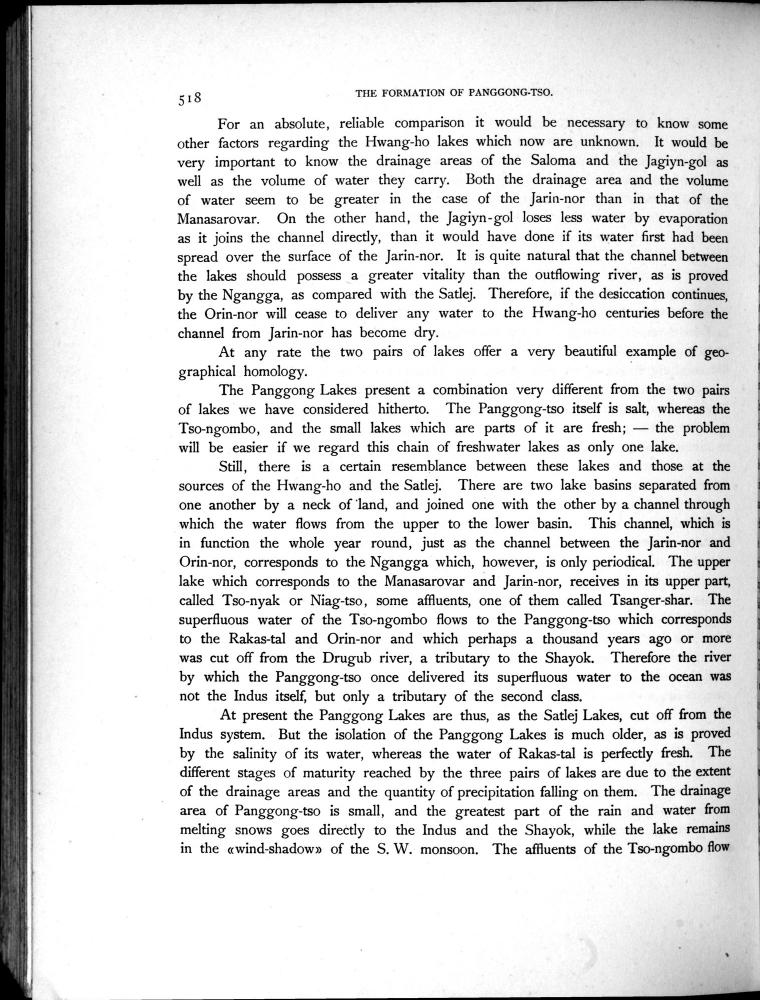 518
THE FORMATION OF PANGGONG-TSO.
For an absolute, reliable comparison it would be necessary to know some
other factors regarding the Hwang-ho lakes which now are unknown. It would be
very important to know the drainage areas of the Saloma and the Jagiyn-gol as
well as the volume of water they carry. Both the drainage area and the volume
of water seem to be greater in the case of the Jarin-nor than in that of the
Manasarovar. On the other hand, the Jagiyn-gol loses less water by evaporation
as it joins the channel directly, than it would have done if its water first had been
spread over the surface of the Jarin-nor. It is quite natural that the channel between
the lakes should possess a greater vitality than the outflowing river, as is proved
by the Ngangga, as compared with the Satlej. Therefore, if the desiccation continues,
the Orin-nor will cease to deliver any water to the Hwang-ho centuries before the
channel from Jarin-nor has become dry.
At any rate the two pairs of lakes offer a very beautiful example of geo-
graphical homology.
The Panggong Lakes present a combination very different from the two pairs
of lakes we have considered hitherto. The Panggong-tso itself is salt, whereas the
Tso-ngombo, and the small lakes which are parts of it are fresh; — the problem
will be easier if we regard this chain of freshwater lakes as only one lake.
Still, there is a certain resemblance between these lakes and those at the
sources of the Hwang-ho and the Satlej. There are two lake basins separated from
one another by a neck of land, and joined one with the other by a channel through
which the water flows from the upper to the lower basin. This channel, which is
in function the whole year round, just as the channel between the Jarin-nor and
Orin-nor, corresponds to the Ngangga which, however, is only periodical. The upper
lake which corresponds to the Manasarovar and Jarin-nor, receives in its upper part,
called Tso-nyak or Niag-tso, some affluents, one of them called Tsanger-shar. The
superfluous water of the Tso-ngombo flows to the Panggong-tso which corresponds
to the Rakas-tal and Orin-nor and which perhaps a thousand years ago or more
was cut off from the Drugub river, a tributary to the Shayok. Therefore the river
by which the Panggong-tso once delivered its superfluous water to the ocean was
not the Indus itself, but only a tributary of the second class.
At present the Panggong Lakes are thus, as the Satlej Lakes, cut off from the
Indus system. But the isolation of the Panggong Lakes is much older, as is proved
by the salinity of its water, whereas the water of Rakas-tal is perfectly fresh. The
different stages of maturity reached by the three pairs of lakes are due to the extent
of the drainage areas and the quantity of precipitation falling on them. The drainage
area of Panggong-tso is small, and the greatest part of the rain and water from
melting snows goes directly to the Indus and the Shayok, while the lake remains
in the «wind-shadow» of the S. W. monsoon. The affluents of the Tso-ngombo flow